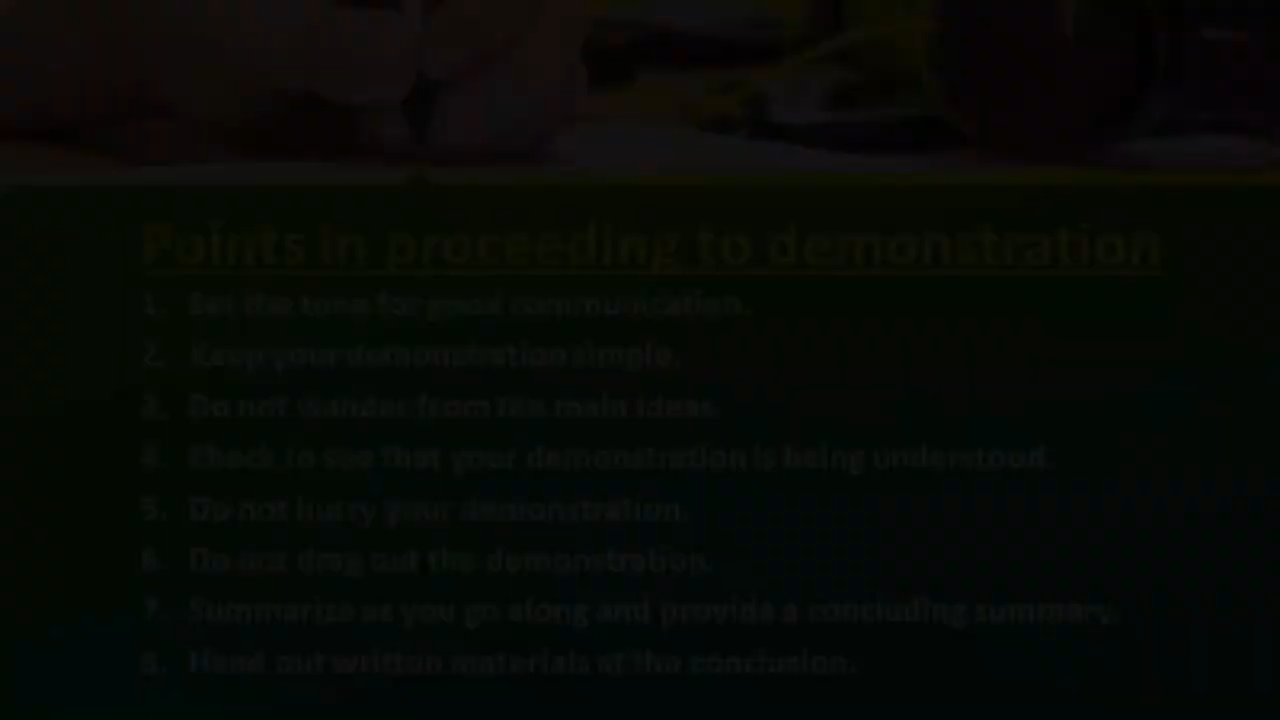 Points in proceeding to demonstration
1. Set the tone for good communication.
2. Keep your demonstration simple.
3. Do not wander from the main ideas.
4. Check to see that your demonstration is being understood.
5. Do not hurry your demonstration.
6. Do not drag out the demonstration.
7. Summarize as you go along and provide a concluding summary.
8. Hand out written materials at the conclusion.